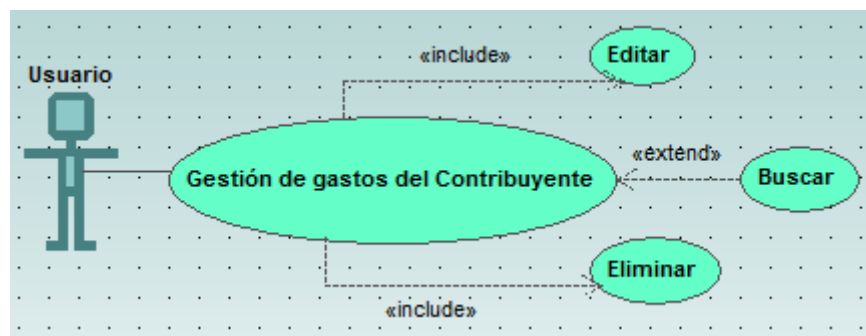 Usuario
«include»
Editar
Gestión de gastos del Contribuyente
«extend»
Buscar
Eliminar
«include»